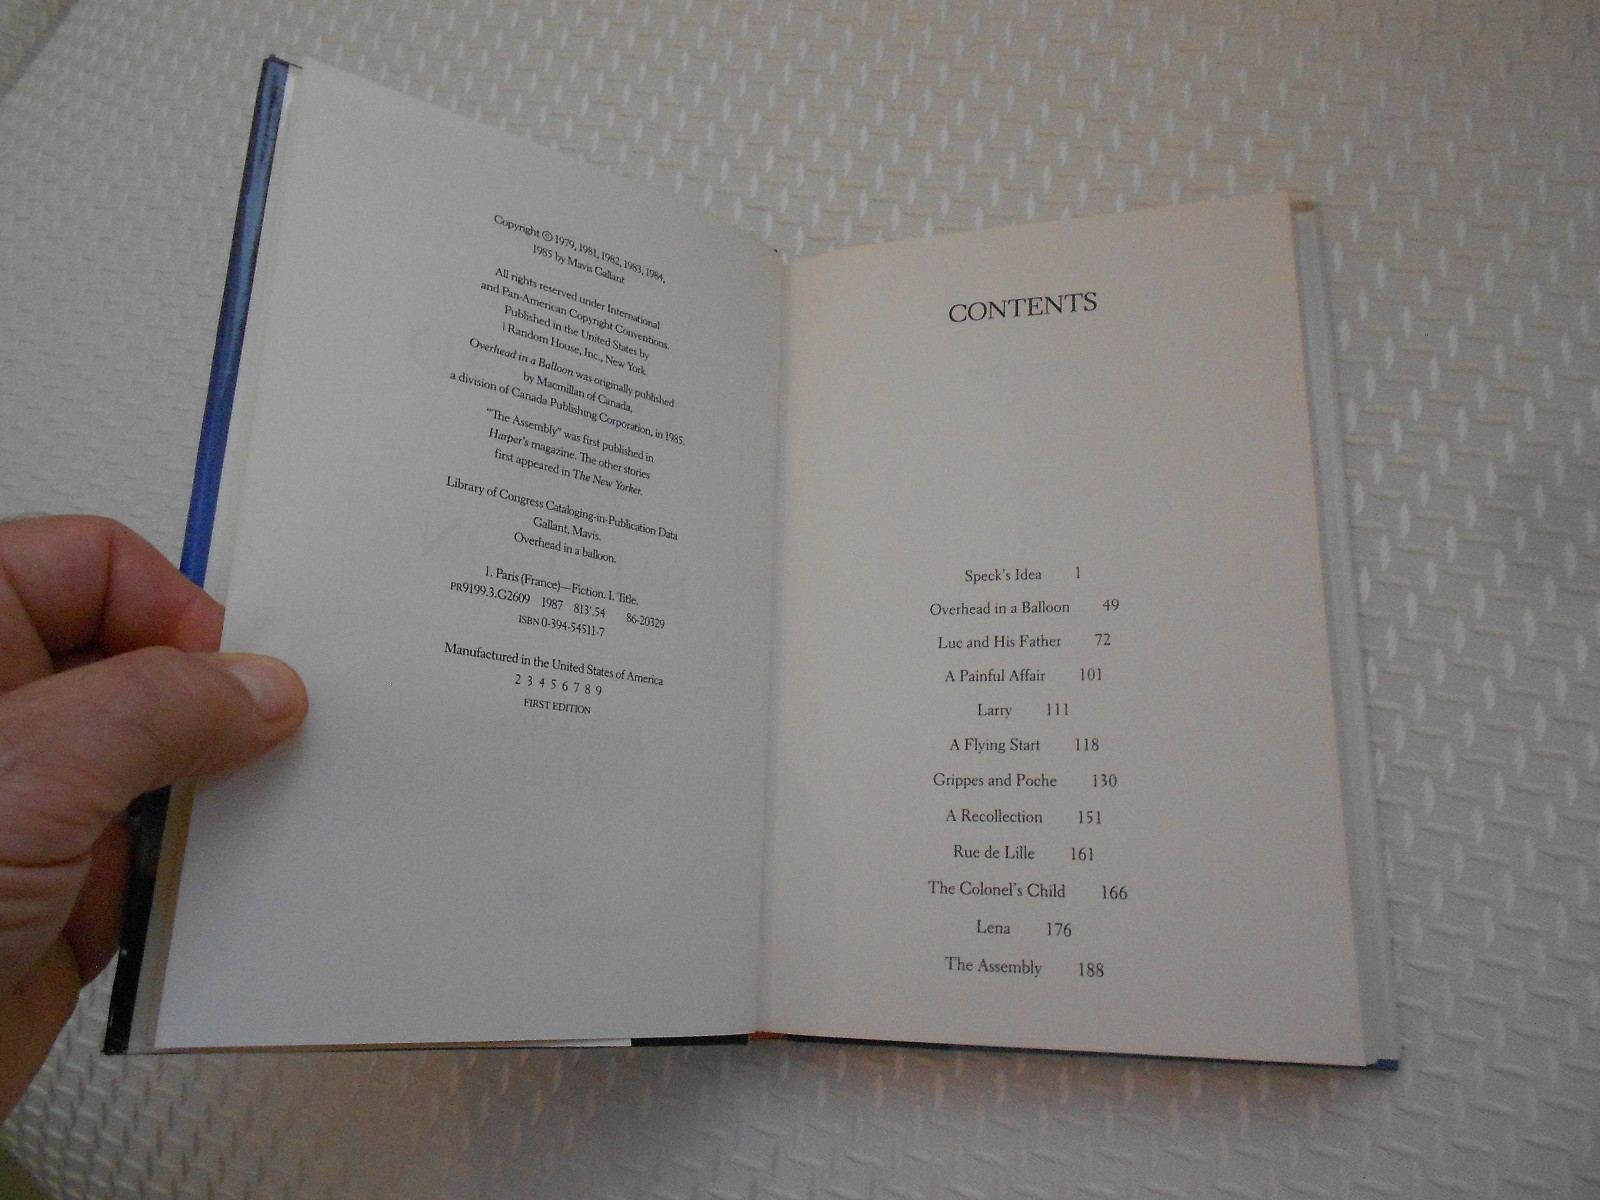 Copyright © 1979, 1981, 1982, 1983, 1984,
1985 by Mavis Gallant
All rights reserved under International
and Pan-American Copyright Conventions.
Published in the United States by
Random House, Inc., New York.
Overhead in a Balloon was originally published
by Macmillan of Canada,
a division of Canada Publishing Corporation, in 1985.
"The Assembly" was first published in
Harper's magazine. The other stories
first appeared in The New Yorker.
Library of Congress Cataloging-in-Publication Data
Gallant, Mavis.
Overhead in a balloon.
1. Paris (France)—Fiction. I. Title.
PR9199.3.G2609 1987 813'.54 86-20329
ISBN 0-394-54511-7
Manufactured in the United States of America
2 3 4 5 6 7 8 9
FIRST EDITION
CONTENTS
Speck's Idea 1
Overhead in a Balloon 49
Luc and His Father 72
A Painful Affair 101
Larry 111
A Flying Start 118
Grippes and Poche 130
A Recollection 151
Rue de Lille 161
The Colonel's Child 166
Lena 176
The Assembly 188